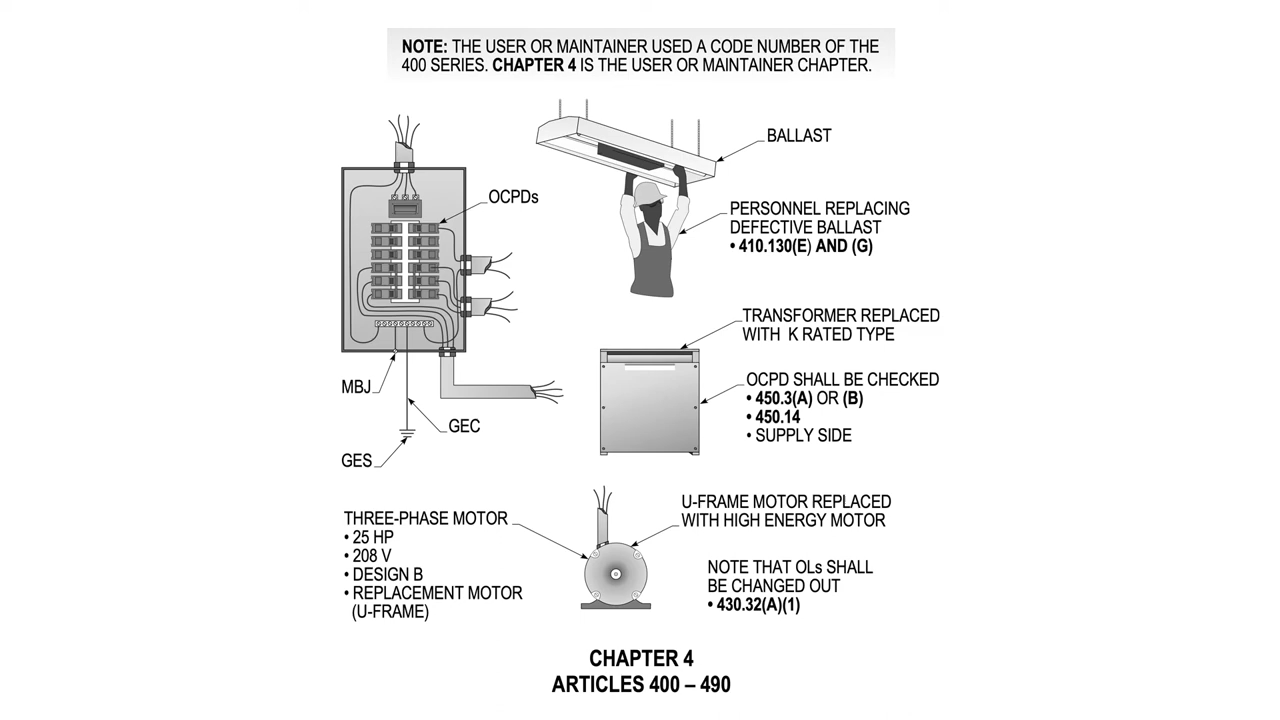 NOTE: THE USER OR MAINTAINER USED A CODE NUMBER OF THE
400 SERIES. CHAPTER 4 IS THE USER OR MAINTAINER CHAPTER.
BALLAST
OCPDs
PERSONNEL REPLACING
DEFECTIVE BALLAST
• 410.130(E) AND (G)
TRANSFORMER REPLACED
WITH K RATED TYPE
MBJ
OCPD SHALL BE CHECKED
• 450.3(A) OR (B)
• 450.14
• SUPPLY SIDE
GEC
GES
THREE-PHASE MOTOR
• 25 HP
• 208 V
• DESIGN B
• REPLACEMENT MOTOR
(U-FRAME)
U-FRAME MOTOR REPLACED
WITH HIGH ENERGY MOTOR
NOTE THAT OLs SHALL
BE CHANGED OUT
• 430.32(A)(1)
CHAPTER 4
ARTICLES 400 – 490